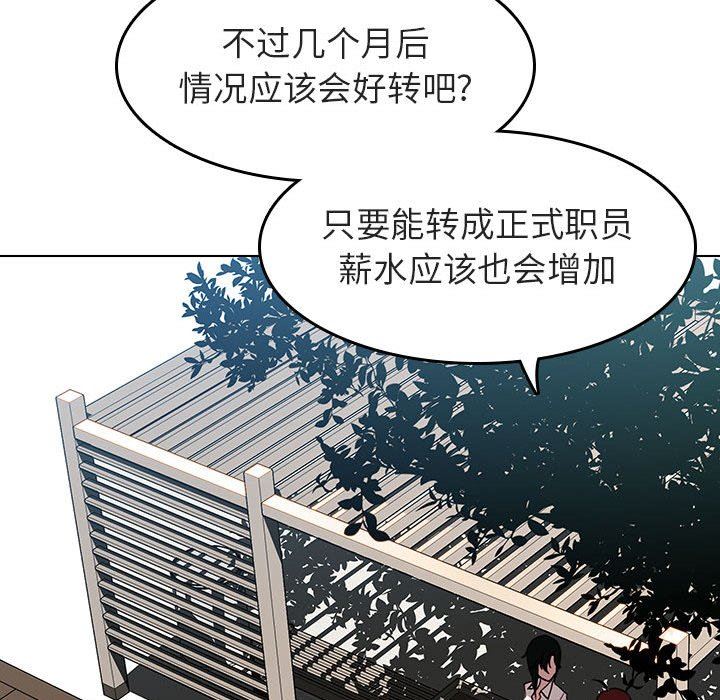 不过几个月后
情况应该会好转吧?
只要能转成正式职员
薪水应该也会增加